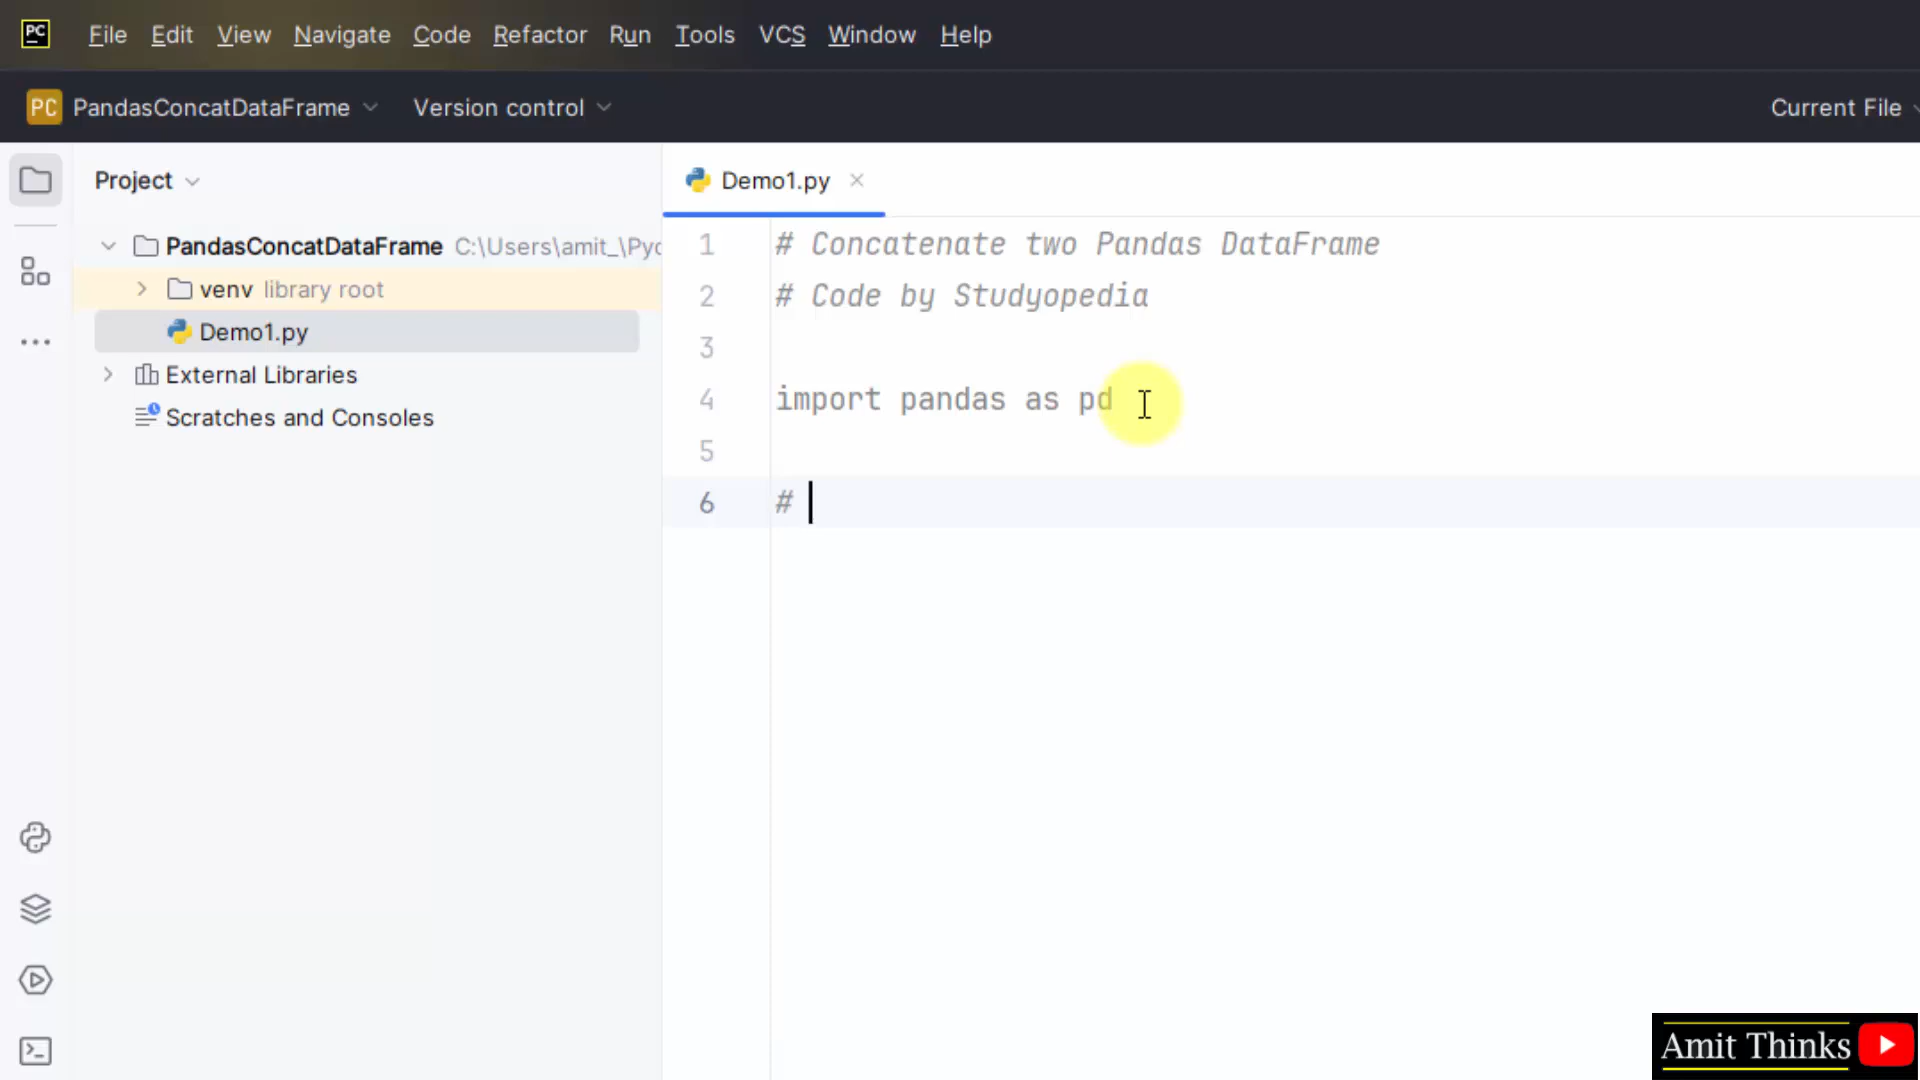 PC File Edit View Navigate Code Refactor Run Tools VCS Window Help
PC PandasConcatDataFrame Version control Current File
Project
Demo1.py
PandasConcatDataFrame C:\Users\amit_\Pyc
venv library root
Demo1.py
External Libraries
Scratches and Consoles
1 # Concatenate two Pandas DataFrame
2 # Code by Studyopedia
3
4 import pandas as pd
5
6 #
Amit Thinks